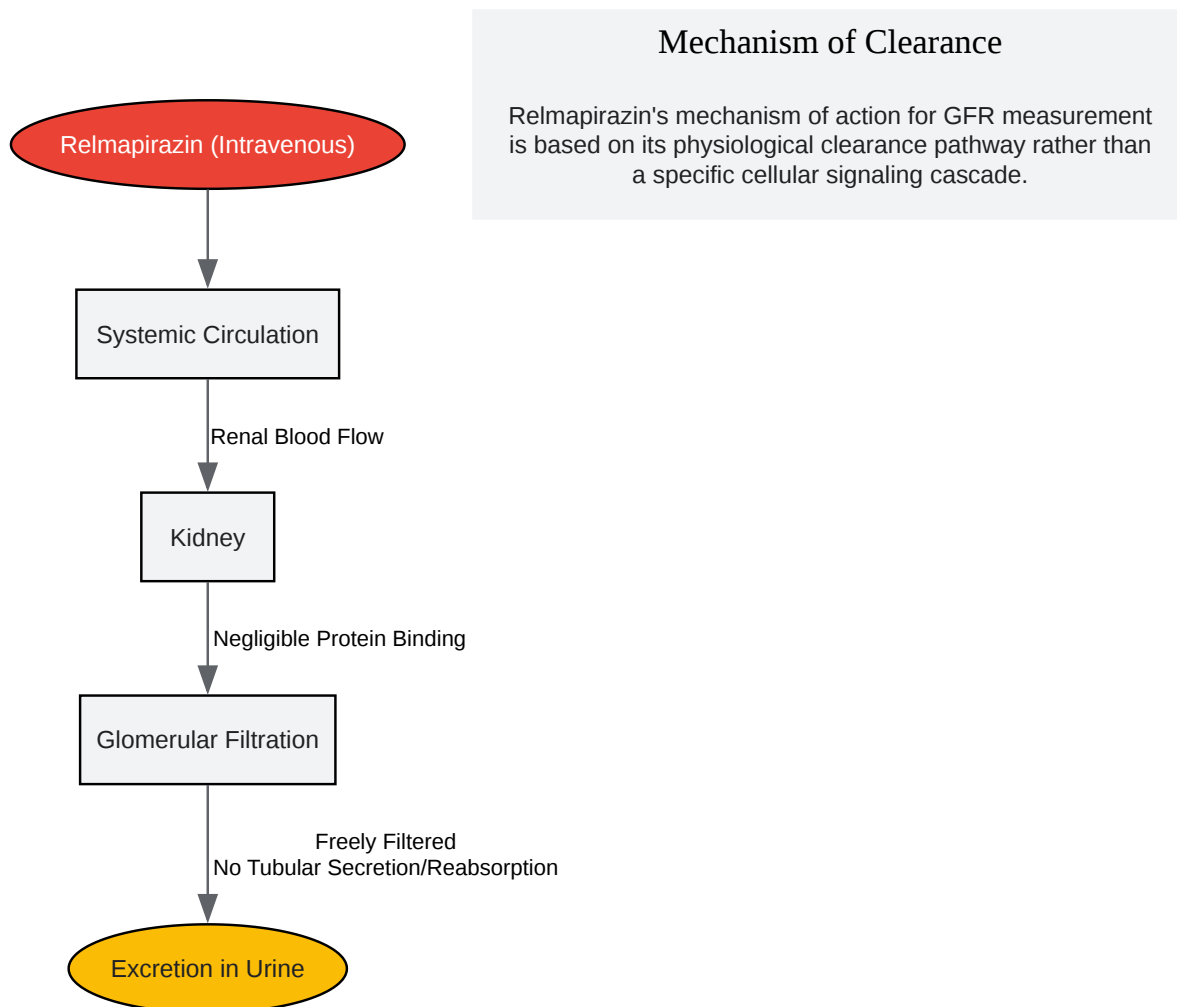 Mechanism of Clearance
Relmapirazin's mechanism of action for GFR measurement
is based on its physiological clearance pathway rather than
a specific cellular signaling cascade.
Relmapirazin (Intravenous)
Systemic Circulation
Renal Blood Flow
Kidney
Negligible Protein Binding
Glomerular Filtration
Freely Filtered
No Tubular Secretion/Reabsorption
Excretion in Urine